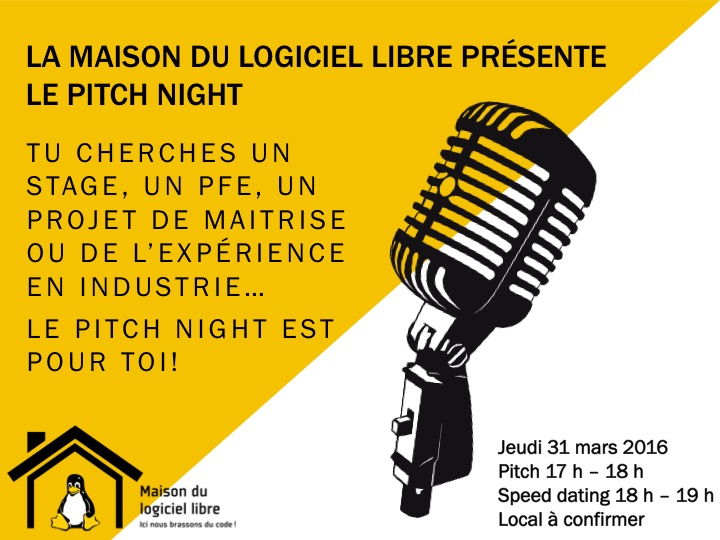 LA MAISON DU LOGICIEL LIBRE PRÉSENTE
LE PITCH NIGHT
TU CHERCHES UN
STAGE, UN PFE, UN
PROJET DE MAITRISE
OU DE L’EXPÉRIENCE
EN INDUSTRIE…
LE PITCH NIGHT EST
POUR TOI!
Maison du
logiciel libre
Ici nous brassons du code !
Jeudi 31 mars 2016
Pitch 17 h – 18 h
Speed dating 18 h – 19 h
Local à confirmer